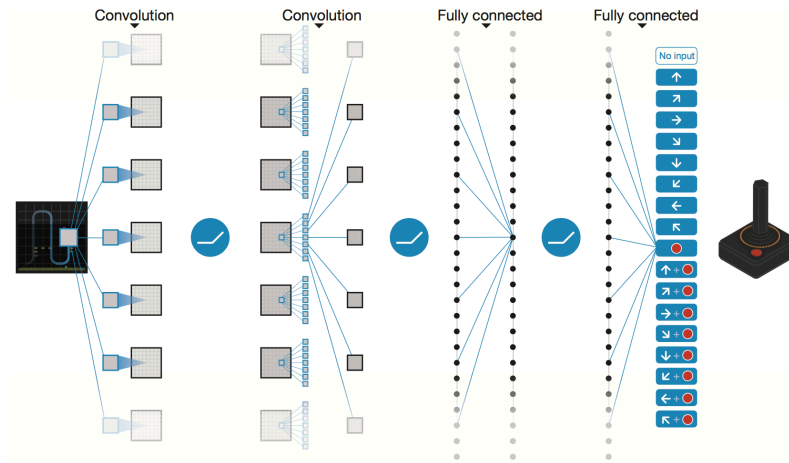 Convolution
Convolution
Fully connected
Fully connected
No input
+
+
+
+
+
+
+
+